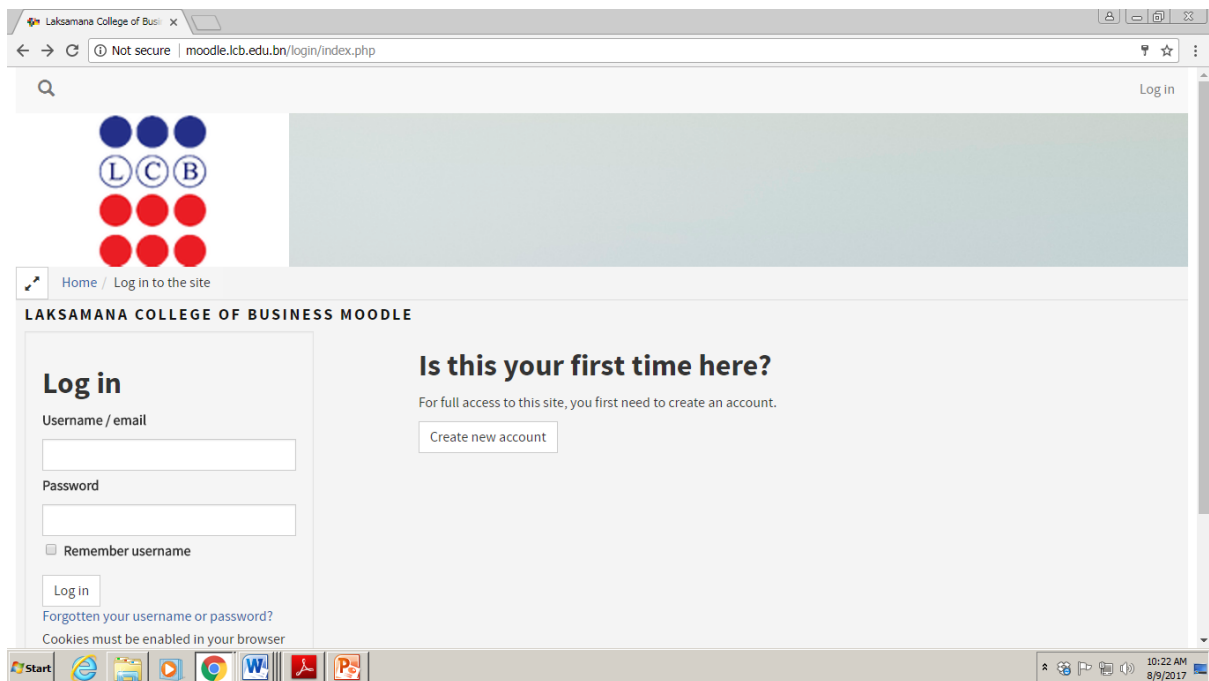 Laksamana College of Busi
Not secure moodle.lcb.edu.bn/login/index.php
Log in
L C B
Home / Log in to the site
LAKSAMANA COLLEGE OF BUSINESS MOODLE
Log in
Username / email
Password
Remember username
Log in
Forgotten your username or password?
Cookies must be enabled in your browser
Is this your first time here?
For full access to this site, you first need to create an account.
Create new account
Start
10:22 AM
8/9/2017